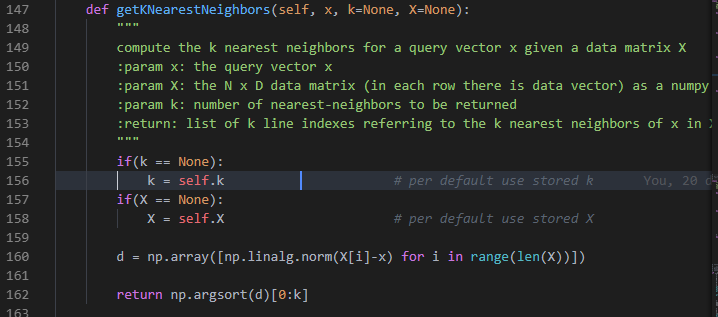 147 def getKNearestNeighbors(self, x, k=None, X=None):
148 """
149 compute the k nearest neighbors for a query vector x given a data matrix X
150 :param x: the query vector x
151 :param X: the N x D data matrix (in each row there is data vector) as a numpy
152 :param k: number of nearest-neighbors to be returned
153 :return: list of k line indexes referring to the k nearest neighbors of x in
154 """
155 if(k == None):
156 k = self.k # per default use stored k You, 20
157 if(X == None):
158 X = self.X # per default use stored X
159
160 d = np.array([np.linalg.norm(X[i]-x) for i in range(len(X))])
161
162 return np.argsort(d)[0:k]
163